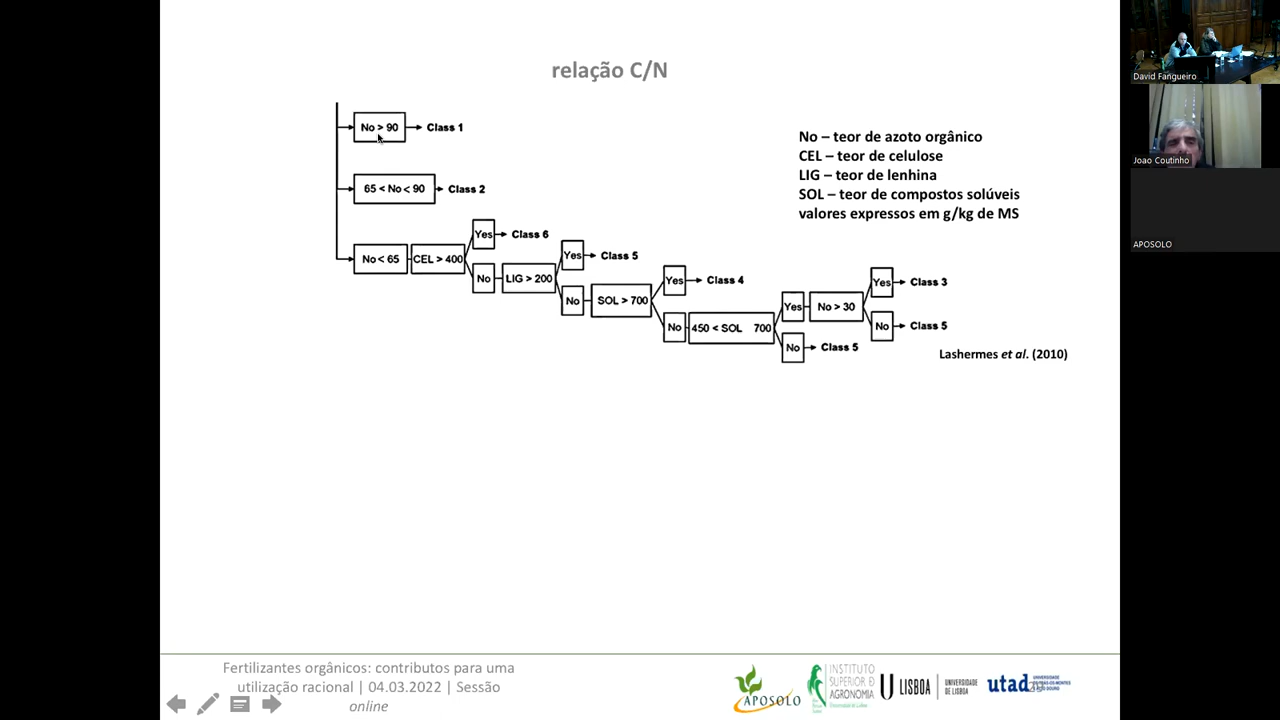 relação C/N
No > 90
Class 1
65 < No < 90
Class 2
No < 65
CEL > 400
Yes
Class 6
No
LIG > 200
Yes
Class 5
No
SOL > 700
Yes
Class 4
No
450 < SOL 700
Yes
No > 30
Yes
Class 3
No
Class 5
No
Class 5
No – teor de azoto orgânico
CEL – teor de celulose
LIG – teor de lenhina
SOL – teor de compostos solúveis
valores expressos em g/kg de MS
Lashermes et al. (2010)
Fertilizantes orgânicos: contributos para uma
utilização racional | 04.03.2022 | Sessão
online
APOSOLO
INSTITUTO
SUPERIOR D
AGRONOMIA
Universidade de Lisboa
LISBOA
UNIVERSIDADE
DE LISBOA
utad
UNIVERSIDADE
David Fangueiro
Joao Coutinho
APOSOLO